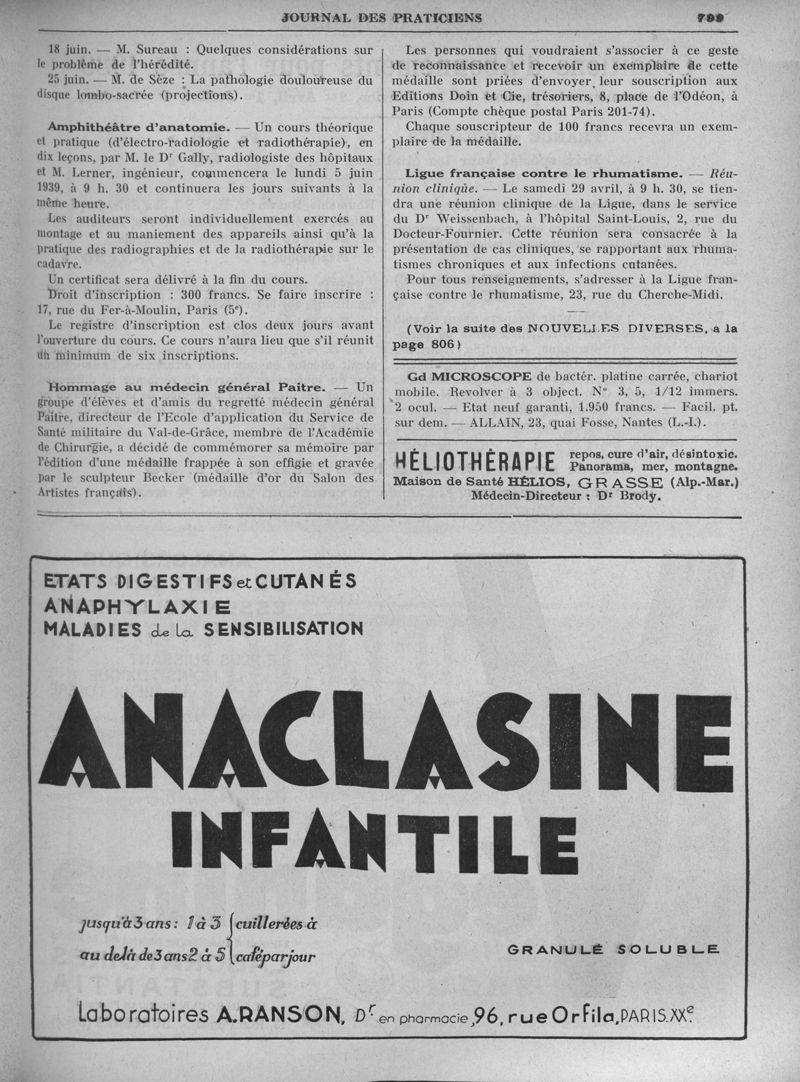 JOURNAL DES PRATICIENS
799
18 juin. — M. Sureau : Quelques considérations sur
le problême de l'hérédité.
25 juin. — M. de Sèze : La pathologie douloureuse du
disque lombo-sacrée (projections).
Amphithéâtre d'anatomie. — Un cours théorique
et pratique (d'électro-radiologie et radiothérapie), en
dix leçons, par M. le Dr Gally, radiologiste des hôpitaux
et M. Lerner, ingénieur, commencera le lundi 5 juin
1939, à 9 h. 30 et continuera les jours suivants à la
même heure.
Les auditeurs seront individuellement exercés au
montage et au maniement des appareils ainsi qu'à la
pratique des radiographies et de la radiothérapie sur le
cadavre.
Un certificat sera délivré à la fin du cours.
Droit d'inscription : 300 francs. Se faire inscrire :
17, rue du Fer-à-Moulin, Paris (5e).
Le registre d'inscription est clos deux jours avant
l'ouverture du cours. Ce cours n'aura lieu que s'il réunit
un minimum de six inscriptions.
Hommage au médecin général Paitre. — Un
groupe d'élèves et d'amis du regretté médecin général
Paitre, directeur de l'Ecole d'application du Service de
Santé militaire du Val-de-Grâce, membre de l'Académie
de Chirurgie, a décidé de commémorer sa mémoire par
l'édition d'une médaille frappée à son effigie et gravée
par le sculpteur Becker (médaille d'or du Salon des
Artistes français).
Les personnes qui voudraient s'associer à ce geste
de reconnaissance et recevoir un exemplaire de cette
médaille sont priées d'envoyer leur souscription aux
Editions Doin et Cie, trésoriers, 8, place de l'Odéon, à
Paris (Compte chèque postal Paris 201-74).
Chaque souscripteur de 100 francs recevra un exem-
plaire de la médaille.
Ligue française contre le rhumatisme. — Réu-
nion clinique. — Le samedi 29 avril, à 9 h. 30, se tien-
dra une réunion clinique de la Ligue, dans le service
du Dr Weissenbach, à l'hôpital Saint-Louis, 2, rue du
Docteur-Fournier. Cette réunion sera consacrée à la
présentation de cas cliniques, se rapportant aux rhuma-
tismes chroniques et aux infections cutanées.
Pour tous renseignements, s'adresser à la Ligue fran-
çaise contre le rhumatisme, 23, rue du Cherche-Midi.
(Voir la suite des NOUVELLES DIVERSES, a la
page 806)
Gd MICROSCOPE de bactér. platine carrée, chariot
mobile. Revolver à 3 object. N° 3, 5, 1/12 immers.
2 ocul. — Etat neuf garanti, 1.950 francs. — Facil. pt.
sur dem. — ALLAIN, 23, quai Fosse, Nantes (L.-I.).
HÉLIOTHÉRAPIE repos, cure d'air, désintoxic.
Panorama, mer, montagne.
Maison de Santé HÉLIOS, GRASSE (Alp.-Mar.)
Médecin-Directeur : Dr Brody.
ETATS DIGESTIFS et CUTANÉS
ANAPHYLAXIE
MALADIES de la SENSIBILISATION
ANACLASINE
INFANTILE
jusqu'à 3 ans : 1 à 3 cuillerées à
au delà de 3 ans 2 à 5 café par jour
GRANULÉ SOLUBLE
Laboratoires A. RANSON, Dr en pharmacie, 96, rue Orfila, PARIS. XXe.